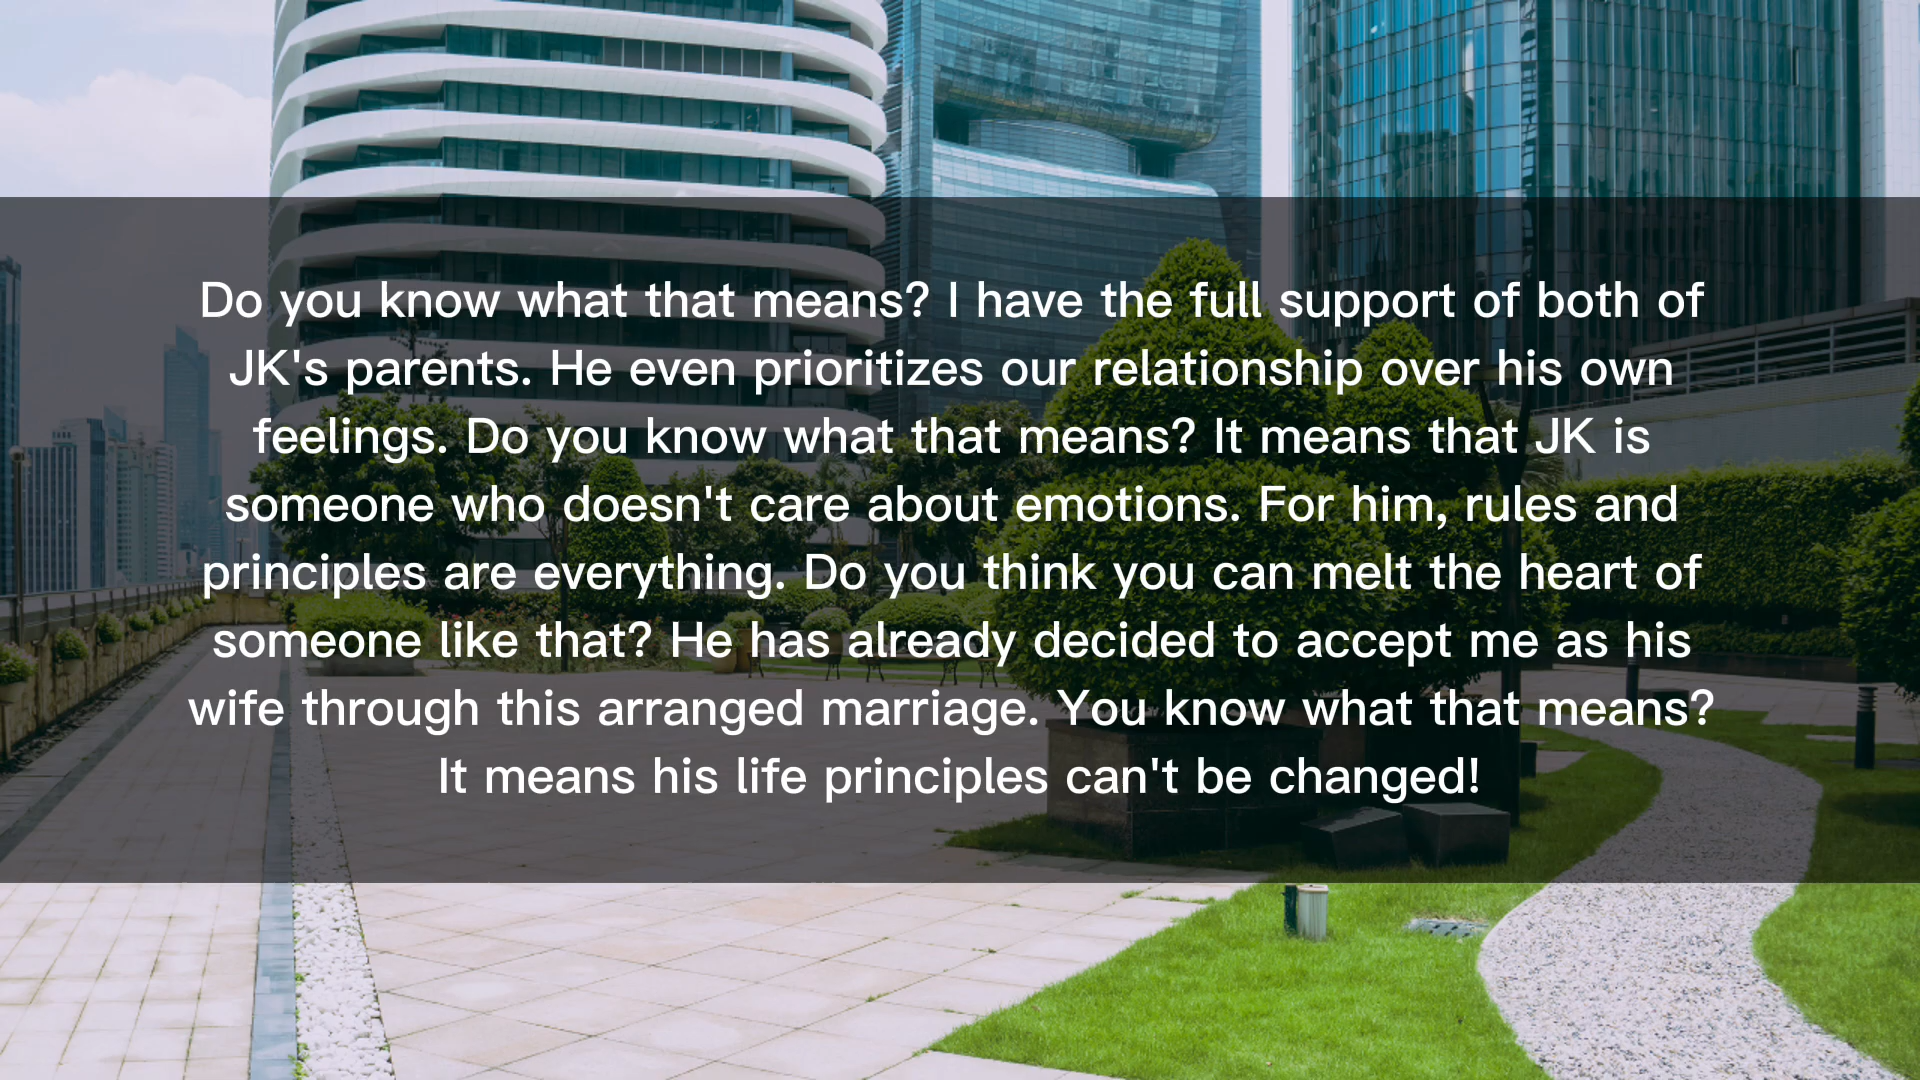 Do you know what that means? I have the full support of both of
JK's parents. He even prioritizes our relationship over his own
feelings. Do you know what that means? It means that JK is
someone who doesn't care about emotions. For him, rules and
principles are everything. Do you think you can melt the heart of
someone like that? He has already decided to accept me as his
wife through this arranged marriage. You know what that means?
It means his life principles can't be changed!